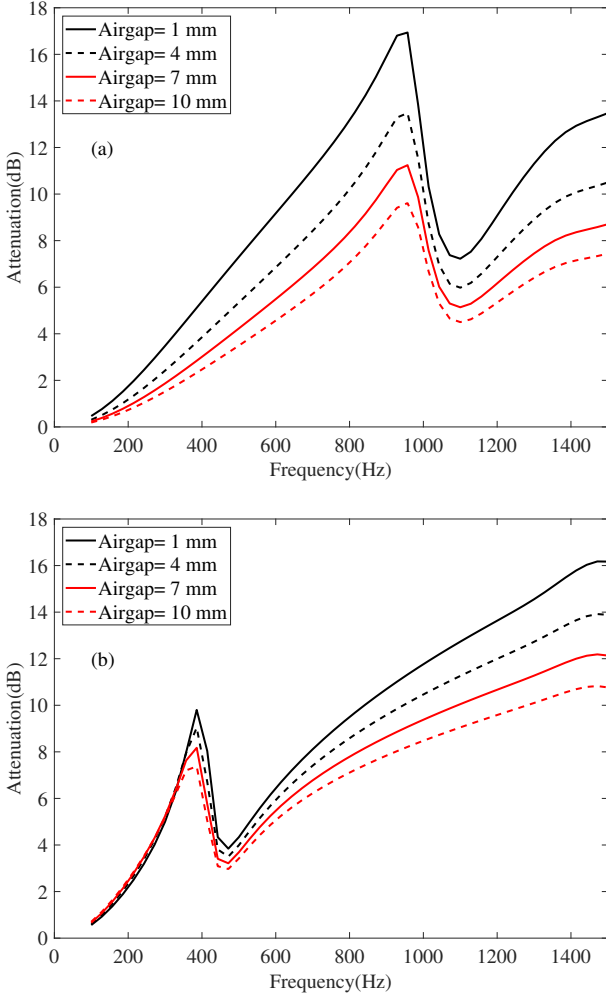 18
16
14
12
10
8
6
4
2
0
Attenuation(dB)
Airgap= 1 mm
Airgap= 4 mm
Airgap= 7 mm
Airgap= 10 mm
(a)
0 200 400 600 800 1000 1200 1400
Frequency(Hz)
18
16
14
12
10
8
6
4
2
0
Attenuation(dB)
Airgap= 1 mm
Airgap= 4 mm
Airgap= 7 mm
Airgap= 10 mm
(b)
0 200 400 600 800 1000 1200 1400
Frequency(Hz)